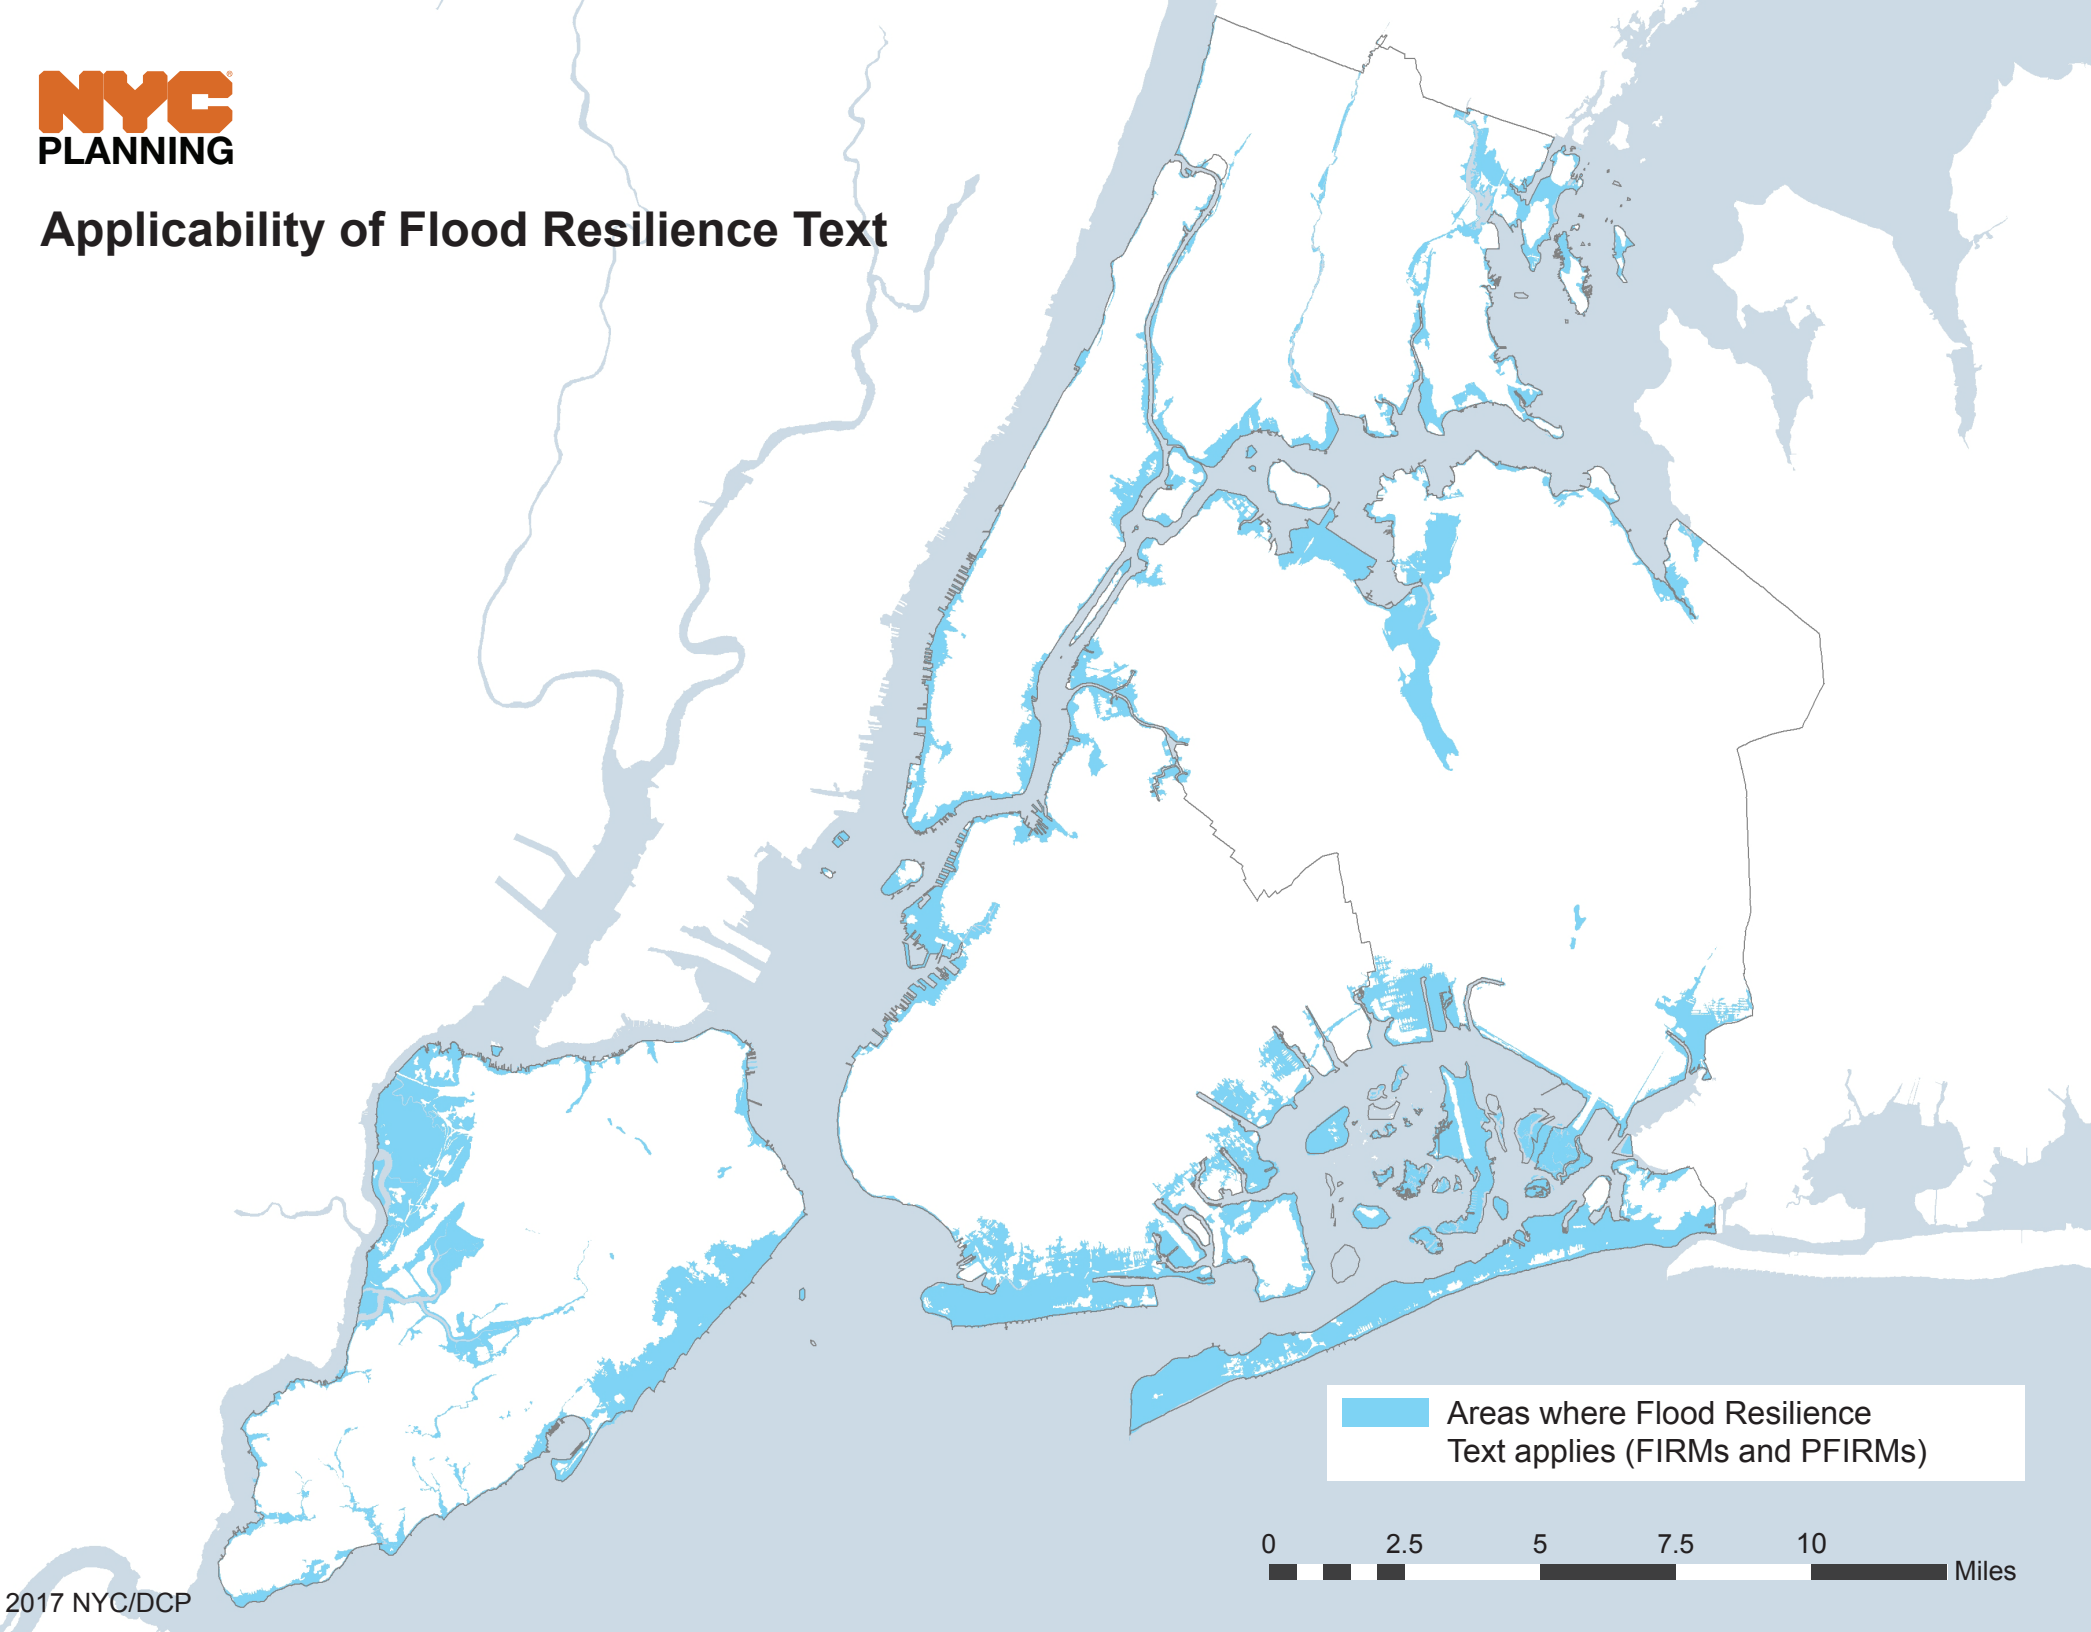 NYC®
PLANNING
Applicability of Flood Resilience Text
Areas where Flood Resilience
Text applies (FIRMs and PFIRMs)
0 2.5 5 7.5 10
Miles
2017 NYC/DCP